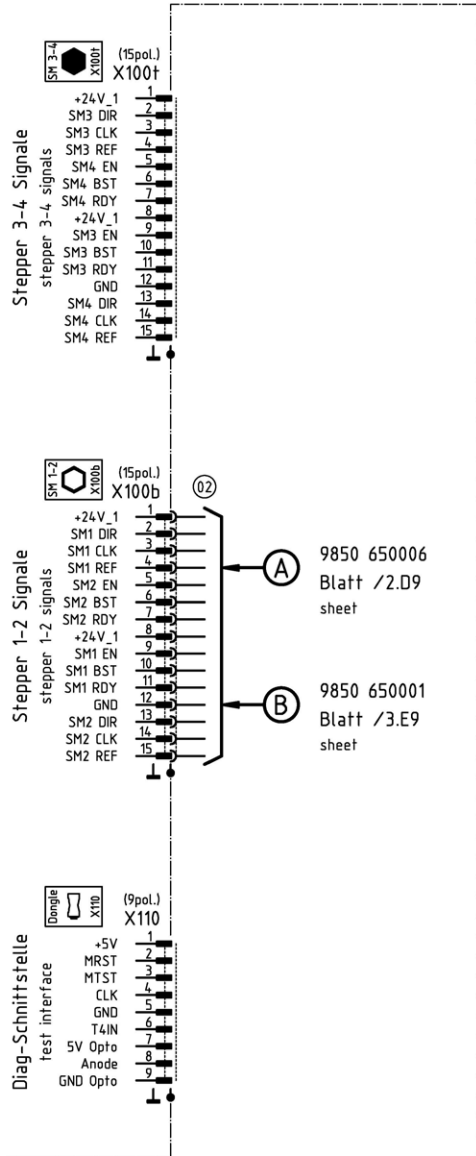 Stepper 3-4 Signale
stepper 3-4 signals
SM 3-4
X100t
(15pol.)
X100t
+24V_1 1
SM3 DIR 2
SM3 CLK 3
SM3 REF 4
SM4 EN 5
SM4 BST 6
SM4 RDY 7
+24V_1 8
SM3 EN 9
SM3 BST 10
SM3 RDY 11
GND 12
SM4 DIR 13
SM4 CLK 14
SM4 REF 15
Stepper 1-2 Signale
stepper 1-2 signals
SM 1-2
X100b
(15pol.)
X100b
02
+24V_1 1
SM1 DIR 2
SM1 CLK 3
SM1 REF 4
SM2 EN 5
SM2 BST 6
SM2 RDY 7
+24V_1 8
SM1 EN 9
SM1 BST 10
SM1 RDY 11
GND 12
SM2 DIR 13
SM2 CLK 14
SM2 REF 15
A
9850 650006
Blatt /2.D9
sheet
B
9850 650001
Blatt /3.E9
sheet
Diag-Schnittstelle
test interface
Dongle
X110
(9pol.)
X110
+5V 1
MRST 2
MTST 3
CLK 4
GND 5
T4IN 6
5V Opto 7
Anode 8
GND Opto 9